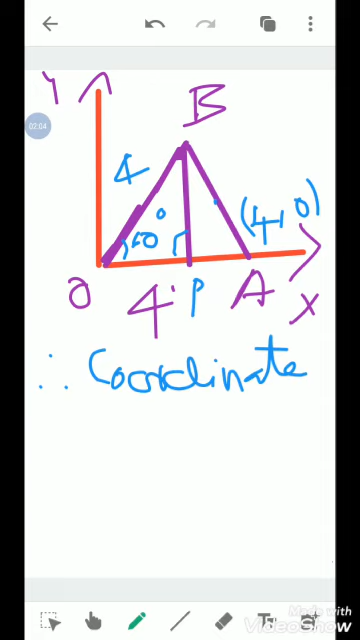 Y
B
02:04
4
60°
(4,0)
O
4
P
A
X
∴ Coordinate
Made with
VideoShow